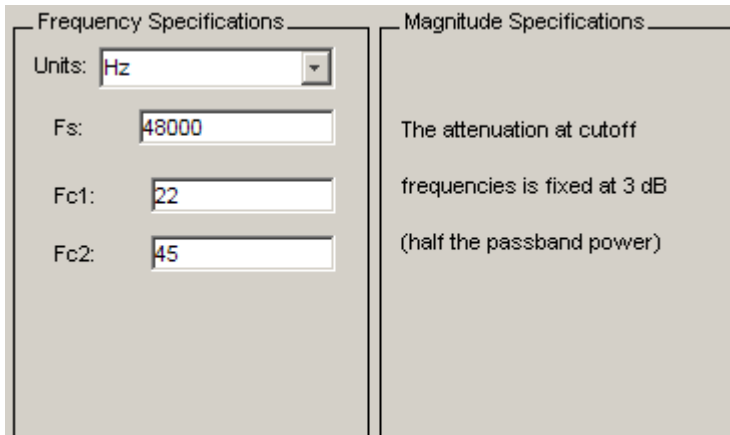 Frequency Specifications
Units: Hz
Fs: 48000
Fc1: 22
Fc2: 45
Magnitude Specifications
The attenuation at cutoff
frequencies is fixed at 3 dB
(half the passband power)